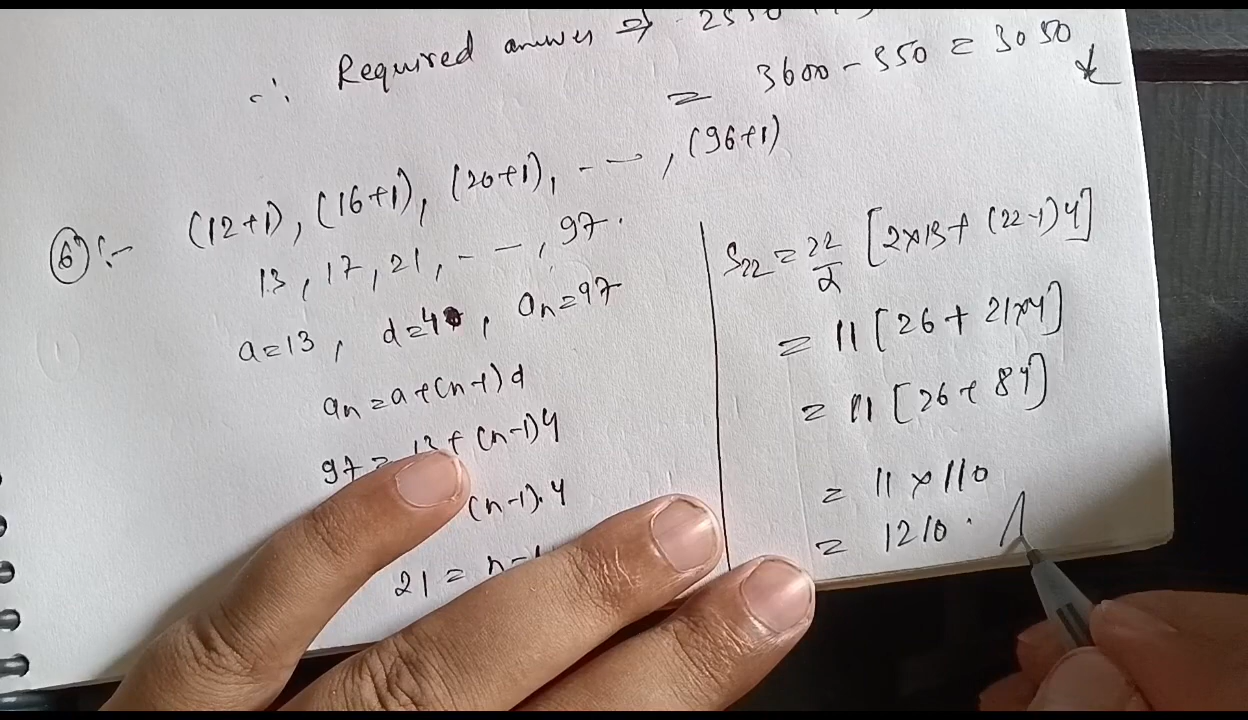 ∴ Required answer ⇒ 2550 +
= 3600 - 550 = 3050
(6) :- (12+1), (16+1), (20+1), - —, (96+1)
13, 17, 21, - —, 97.
a=13, d=4, an=97
an=a+(n-1)d
97= 13+(n-1)4
(n-1).4
21 = n-1
S22 = 22/2 [2×13+(22-1)4]
= 11 [26+21×4]
= 11 [26+84]
= 11×110
= 1210.